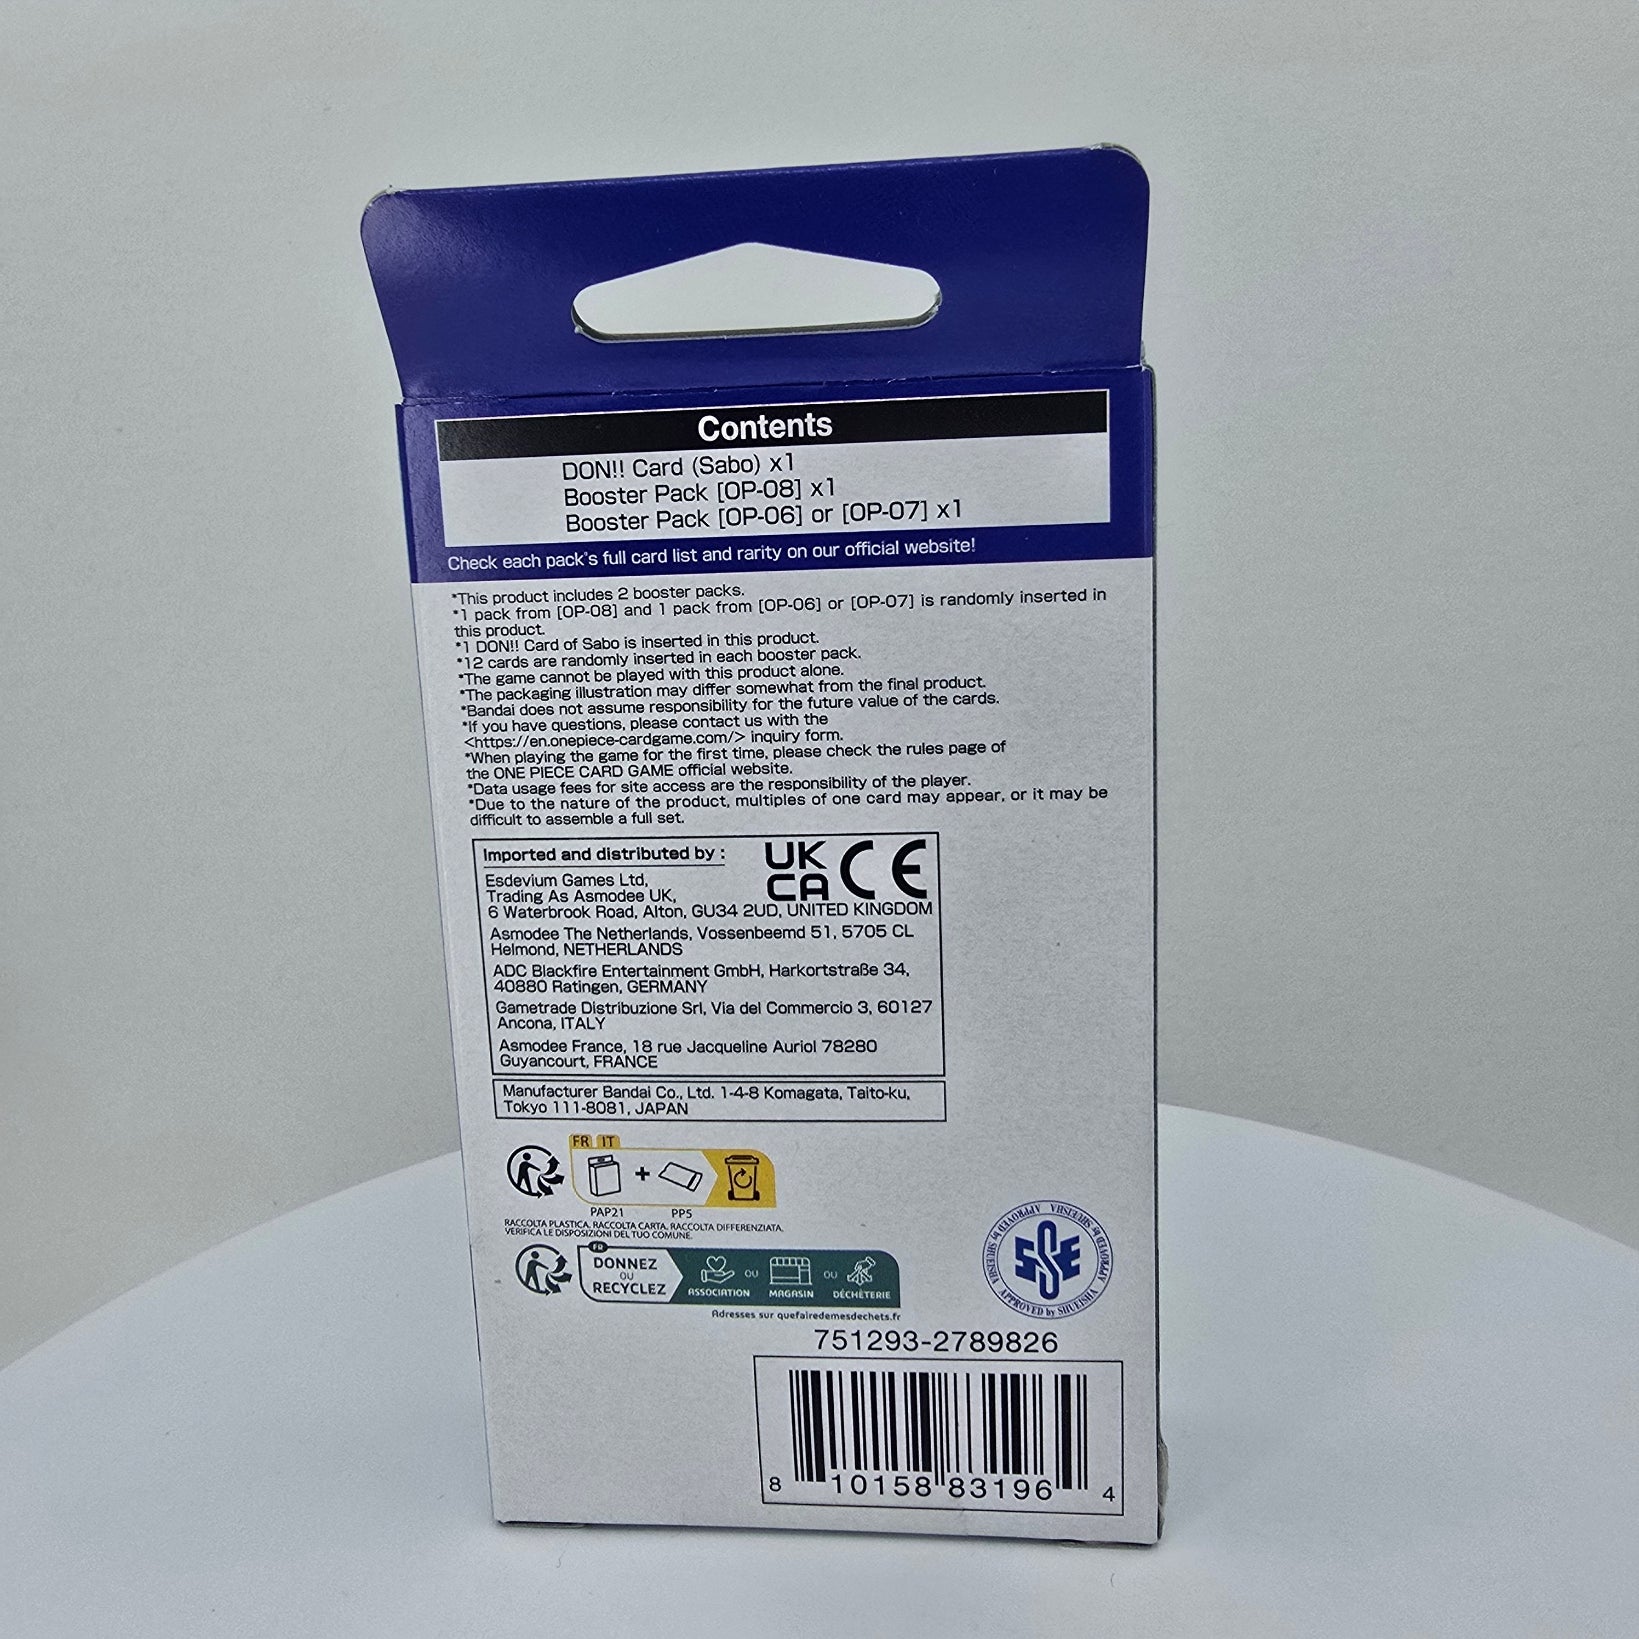 Contents
DON!! Card (Sabo) x1
Booster Pack [OP-08] x1
Booster Pack [OP-06] or [OP-07] x1
Check each pack's full card list and rarity on our official website!
*This product includes 2 booster packs.
*1 pack from [OP-08] and 1 pack from [OP-06] or [OP-07] is randomly inserted in
this product.
*1 DON!! Card of Sabo is inserted in this product.
*12 cards are randomly inserted in each booster pack.
*The game cannot be played with this product alone.
*The packaging illustration may differ somewhat from the final product.
*Bandai does not assume responsibility for the future value of the cards.
*If you have questions, please contact us with the
<https://en.onepiece-cardgame.com/> inquiry form.
*When playing the game for the first time, please check the rules page of
the ONE PIECE CARD GAME official website.
*Data usage fees for site access are the responsibility of the player.
*Due to the nature of the product, multiples of one card may appear, or it may be
difficult to assemble a full set.
Imported and distributed by :
UK
CA CE
Esdevium Games Ltd,
Trading As Asmodee UK,
6 Waterbrook Road, Alton, GU34 2UD, UNITED KINGDOM
Asmodee The Netherlands, Vossenbeemd 51, 5705 CL
Helmond, NETHERLANDS
ADC Blackfire Entertainment GmbH, Harkortstraße 34,
40880 Ratingen, GERMANY
Gametrade Distribuzione Srl, Via del Commercio 3, 60127
Ancona, ITALY
Asmodee France, 18 rue Jacqueline Auriol 78280
Guyancourt, FRANCE
Manufacturer Bandai Co., Ltd. 1-4-8 Komagata, Taito-ku,
Tokyo 111-8081, JAPAN
FR IT
+
PAP21 PP5
RACCOLTA PLASTICA, RACCOLTA CARTA. RACCOLTA DIFFERENZIATA.
VERIFICA LE DISPOSIZIONI DEL TUO COMUNE.
FR
DONNEZ
OU
RECYCLEZ
ASSOCIATION OU MAGASIN OU DÉCHÈTERIE
Adresses sur quefairedemesdechets.fr
SSE
APPROVED by SHUEISHA APPROVED by SHUEISHA APPROVED by SHUEISHA
751293-2789826
8 10158 83196 4